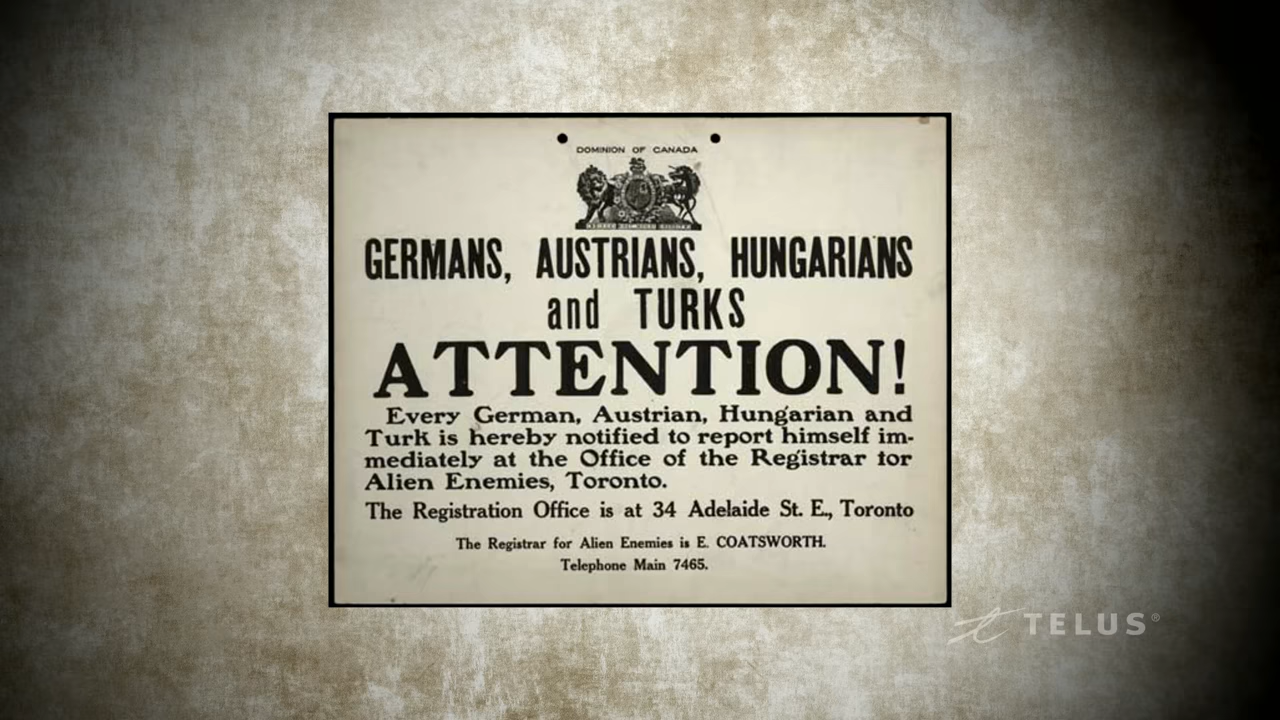 DOMINION OF CANADA
GERMANS, AUSTRIANS, HUNGARIANS
and TURKS
ATTENTION!
Every German, Austrian, Hungarian and
Turk is hereby notified to report himself im-
mediately at the Office of the Registrar for
Alien Enemies, Toronto.
The Registration Office is at 34 Adelaide St. E., Toronto
The Registrar for Alien Enemies is E. COATSWORTH.
Telephone Main 7465.
TELUS®